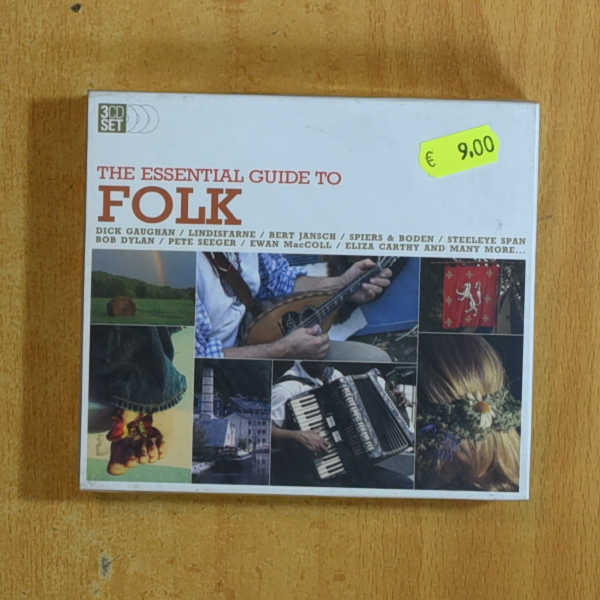 3CD
SET
€ 9,00
THE ESSENTIAL GUIDE TO
FOLK
DICK GAUGHAN / LINDISFARNE / BERT JANSCH / SPIERS & BODEN / STEELEYE SPAN
BOB DYLAN / PETE SEEGER / EWAN MacCOLL / ELIZA CARTHY AND MANY MORE...